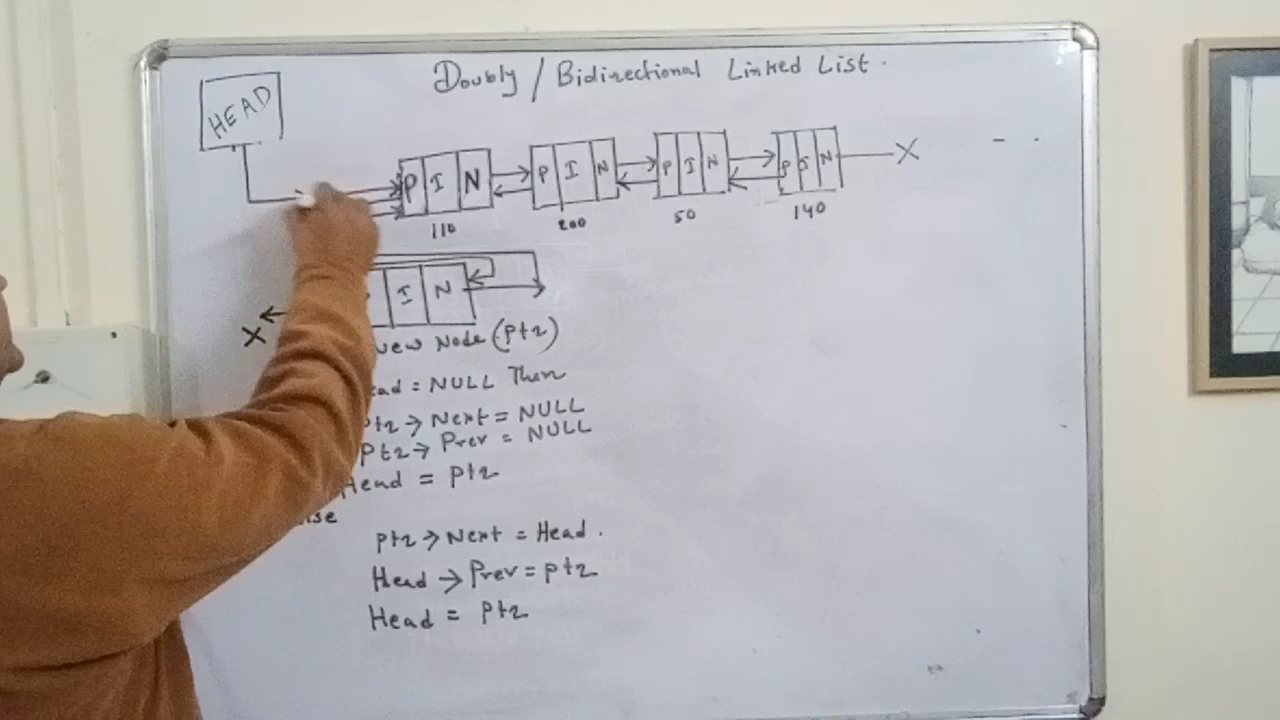 Doubly / Bidirectional Linked List.
HEAD
P I N P I N P I N P I N X
110 200 50 140
I N
X
New Node (ptr)
ead = NULL Then
ptr → Next = NULL
ptr → Prev = NULL
Head = ptr
lse
ptr → Next = Head.
Head → Prev = ptr
Head = ptr